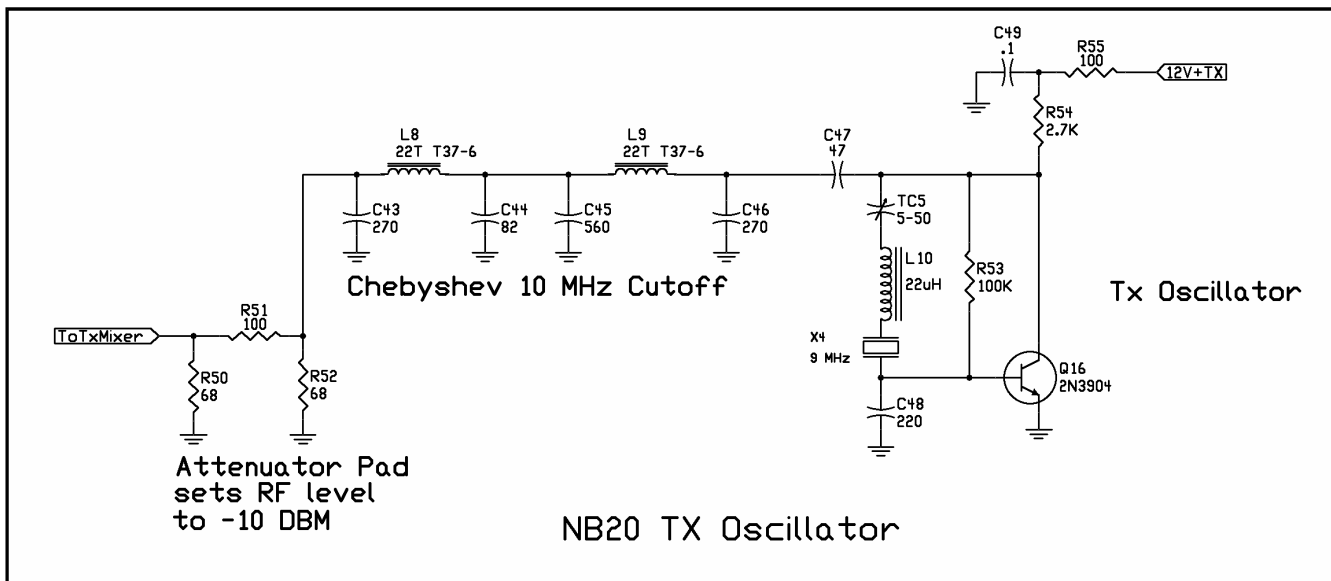 C49
.1
R55
100
12V+TX
R54
2.7K
L8
22T T37-6
L9
22T T37-6
C47
47
TC5
5-50
C43
270
C44
82
C45
560
C46
270
L10
22uH
R53
100K
Chebyshev 10 MHz Cutoff
Tx Oscillator
R51
100
ToTxMixer
X4
9 MHz
R50
68
R52
68
Q16
2N3904
C48
220
Attenuator Pad
sets RF level
to -10 DBM
NB20 TX Oscillator